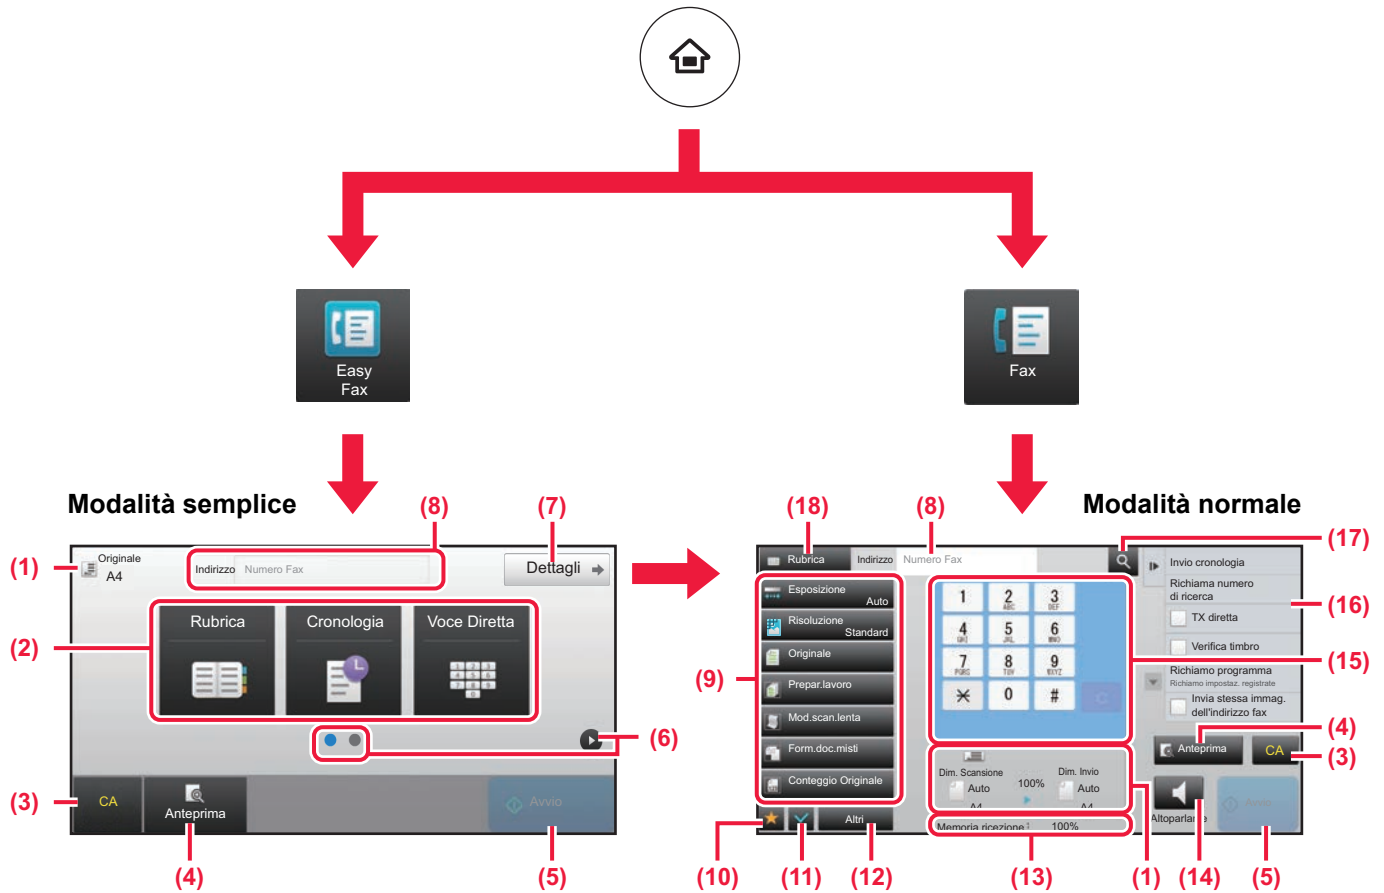 Easy
Fax
Fax
Modalità semplice
(8)
(7)
(1)
Originale
A4
Indirizzo
Numero Fax
Dettagli
(2)
Rubrica
Cronologia
Voce Diretta
(6)
(3)
CA
Anteprima
Avvio
(4)
(5)
Modalità normale
(18)
(8)
(17)
Rubrica
Indirizzo
Numero Fax
Invio cronologia
Richiama numero
di ricerca
(16)
TX diretta
Verifica timbro
(15)
Richiamo programma
Richiamo impostaz. registrate
Invia stessa immag.
dell'indirizzo fax
(9)
Esposizione
Auto
Risoluzione
Standard
Originale
Prepar.lavoro
Mod.scan.lenta
Form.doc.misti
Conteggio Originale
1 2 3
ABC DEF
4 5 6
GHI JKL MNO
7 8 9
PQRS TUV WXYZ
0 #
C
(4)
Anteprima
CA
(3)
Dim. Scansione
Auto
A4
100%
Dim. Invio
Auto
A4
Altoparlante
Avvio
Altri
Memoria ricezione: 100%
(10)
(11)
(12)
(13)
(1)
(14)
(5)